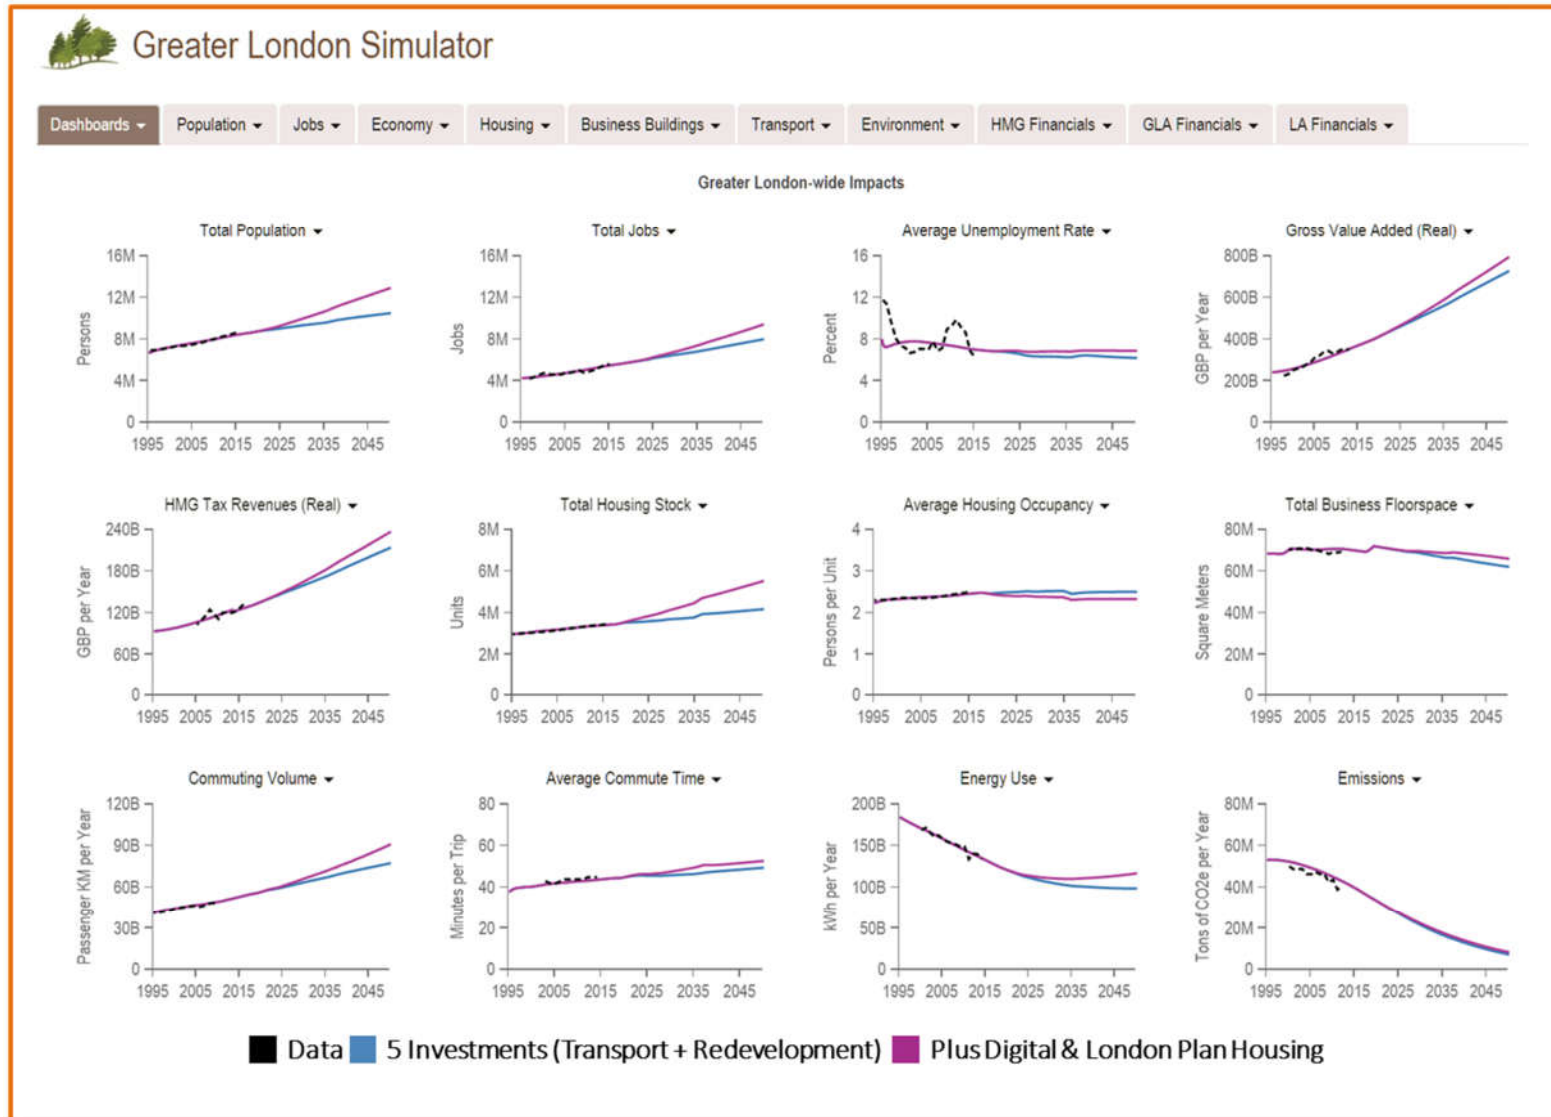 Greater London Simulator
Dashboards Population Jobs Economy Housing Business Buildings Transport Environment HMG Financials GLA Financials LA Financials
Greater London-wide Impacts
Total Population
Persons
16M
12M
8M
4M
0
1995 2005 2015 2025 2035 2045
Total Jobs
Jobs
16M
12M
8M
4M
0
1995 2005 2015 2025 2035 2045
Average Unemployment Rate
Percent
16
12
8
4
0
1995 2005 2015 2025 2035 2045
Gross Value Added (Real)
GBP per Year
800B
600B
400B
200B
0
1995 2005 2015 2025 2035 2045
HMG Tax Revenues (Real)
GBP per Year
240B
180B
120B
60B
0
1995 2005 2015 2025 2035 2045
Total Housing Stock
Units
8M
6M
4M
2M
0
1995 2005 2015 2025 2035 2045
Average Housing Occupancy
Persons per Unit
4
3
2
1
0
1995 2005 2015 2025 2035 2045
Total Business Floorspace
Square Meters
80M
60M
40M
20M
0
1995 2005 2015 2025 2035 2045
Commuting Volume
Passenger KM per Year
120B
90B
60B
30B
0
1995 2005 2015 2025 2035 2045
Average Commute Time
Minutes per Trip
80
60
40
20
0
1995 2005 2015 2025 2035 2045
Energy Use
kWh per Year
200B
150B
100B
50B
0
1995 2005 2015 2025 2035 2045
Emissions
Tons of CO2e per Year
80M
60M
40M
20M
0
1995 2005 2015 2025 2035 2045
Data 5 Investments (Transport + Redevelopment) Plus Digital & London Plan Housing